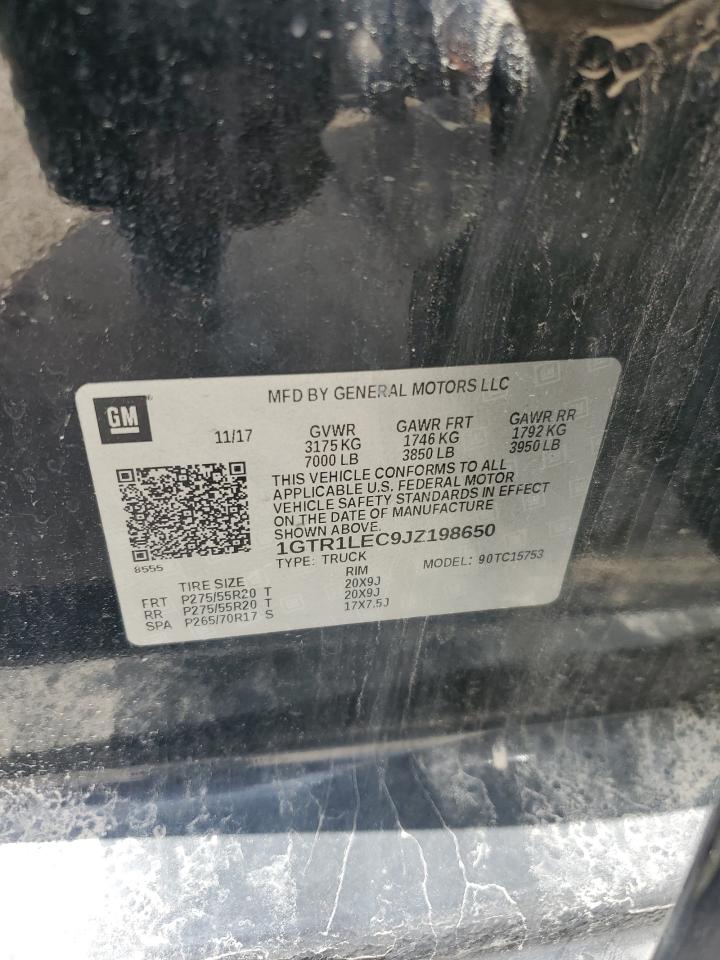 GM
MFD BY GENERAL MOTORS LLC
11/17
GVWR
3175 KG
7000 LB
GAWR FRT
1746 KG
3850 LB
GAWR RR
1792 KG
3950 LB
THIS VEHICLE CONFORMS TO ALL
APPLICABLE U.S. FEDERAL MOTOR
VEHICLE SAFETY STANDARDS IN EFFECT
ON THE DATE OF MANUFACTURE
SHOWN ABOVE.
1GTR1LEC9JZ198650
TYPE: TRUCK
MODEL: 90TC15753
8555
TIRE SIZE RIM
FRT P275/55R20 T 20X9J
RR P275/55R20 T 20X9J
SPA P265/70R17 S 17X7.5J